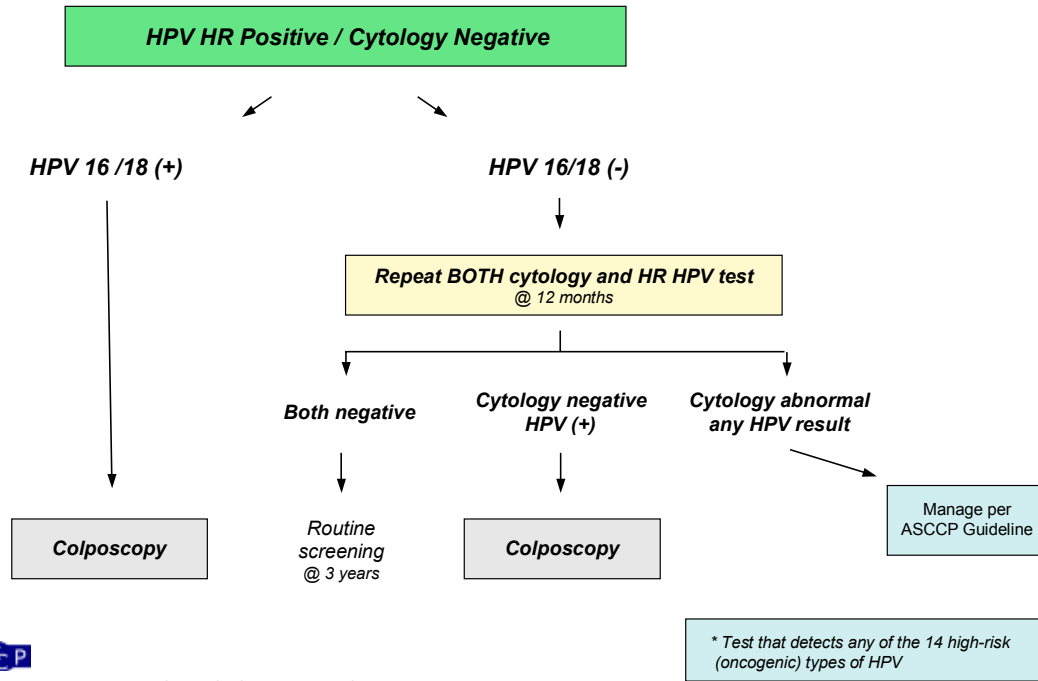 HPV HR Positive / Cytology Negative
HPV 16 /18 (+)
HPV 16/18 (-)
Repeat BOTH cytology and HR HPV test
@ 12 months
Both negative
Cytology negative
HPV (+)
Cytology abnormal
any HPV result
Colposcopy
Routine
screening
@ 3 years
Colposcopy
Manage per
ASCCP Guideline
* Test that detects any of the 14 high-risk
(oncogenic) types of HPV